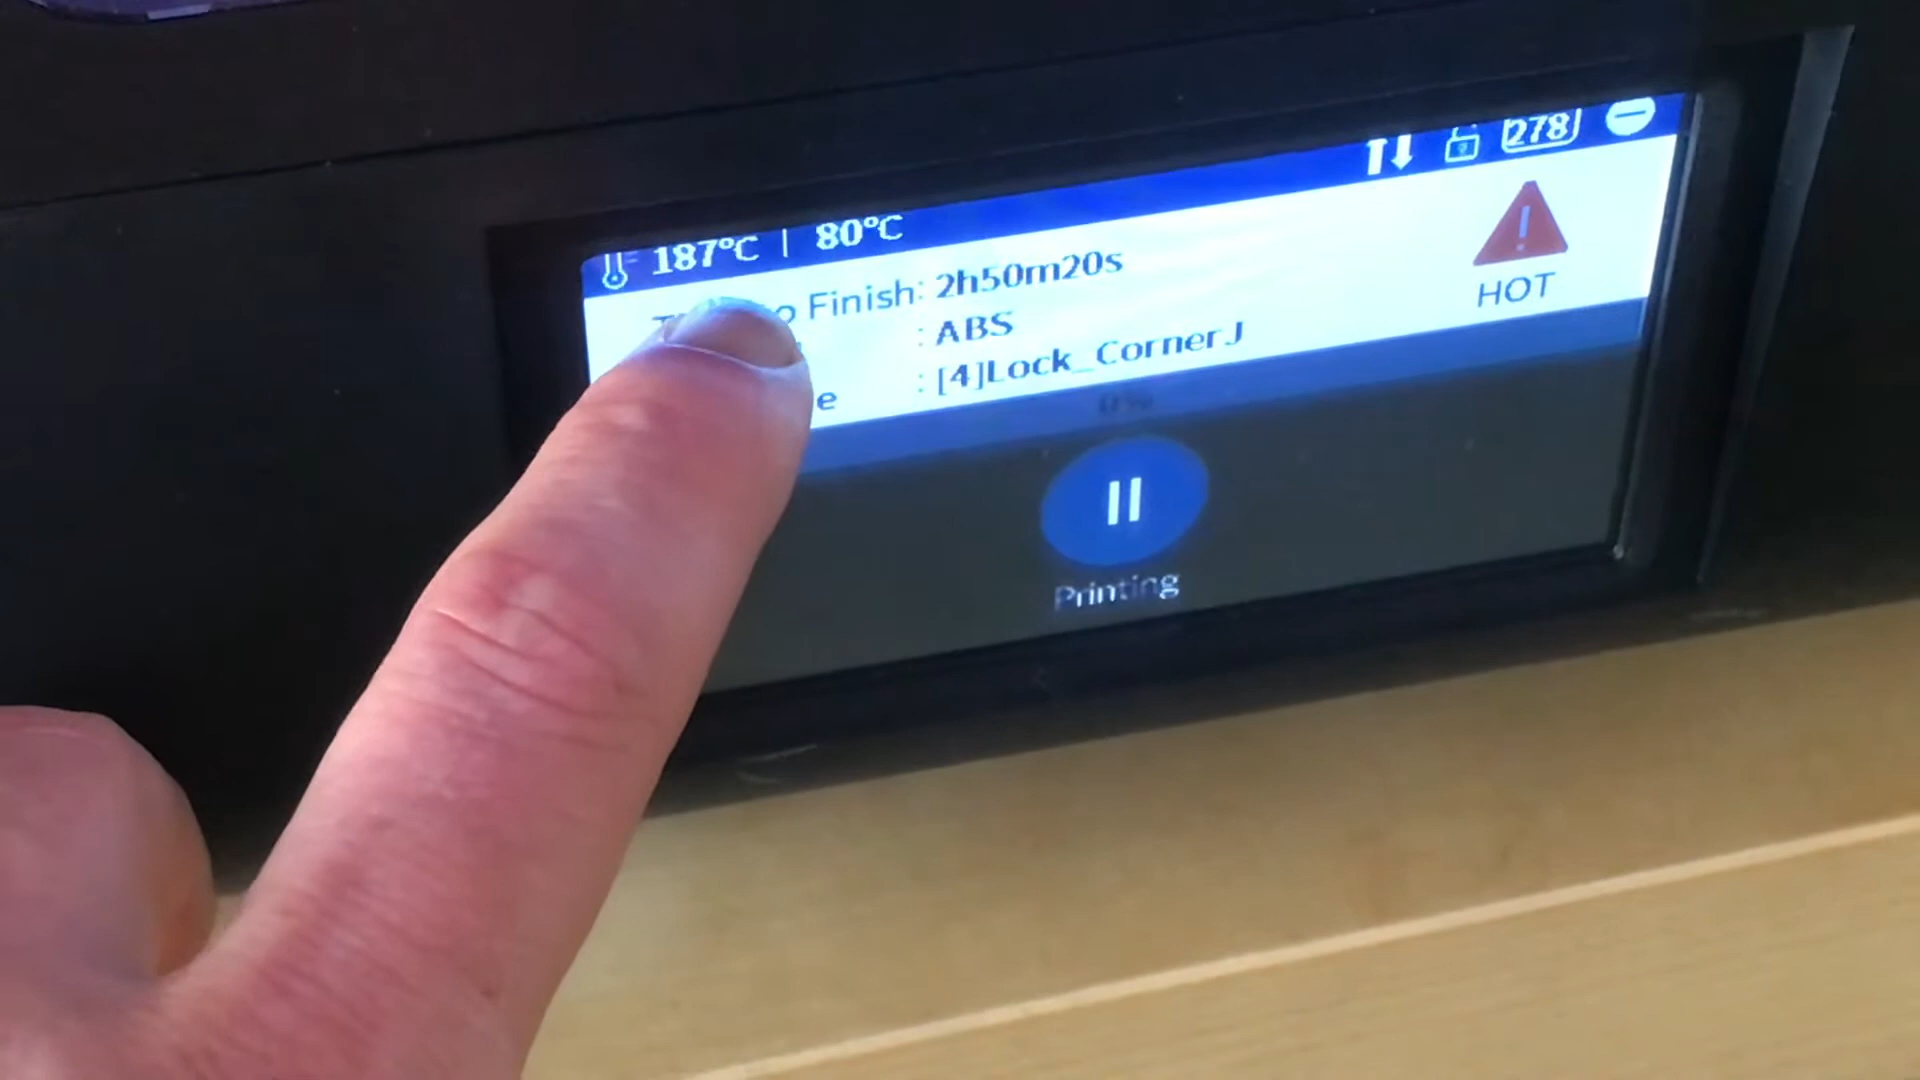 187°C | 80°C 278
Finish: 2h50m20s
: ABS
: [4]Lock_CornerJ
HOT
Printing